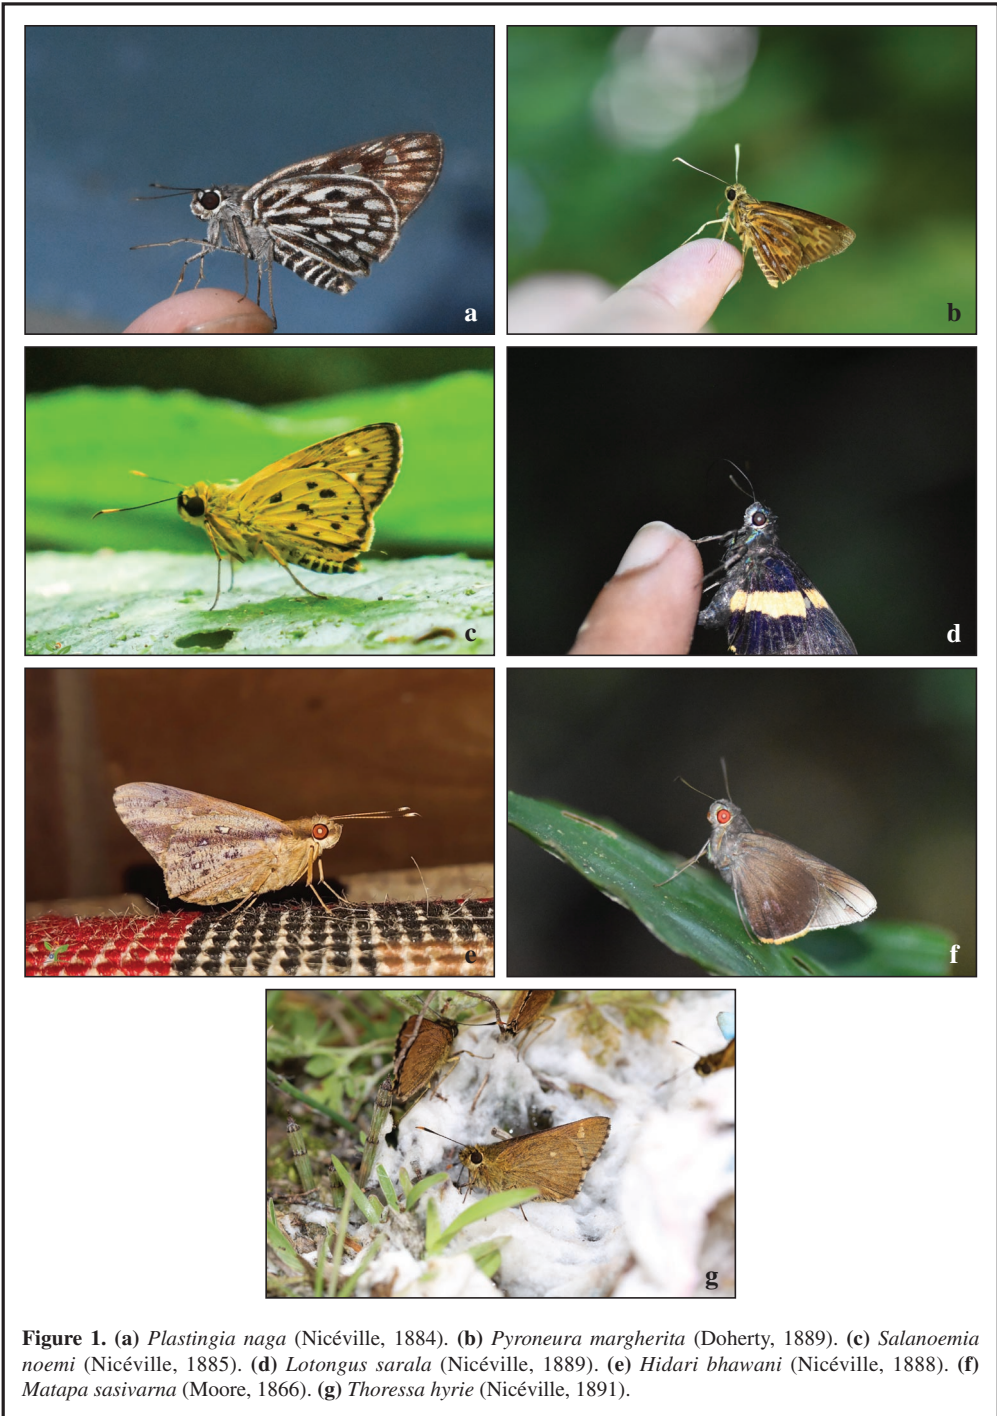 a
b
c
d
e
f
g
Figure 1. (a) Plastingia naga (Nicéville, 1884). (b) Pyroneura margherita (Doherty, 1889). (c) Salanoemia
noemi (Nicéville, 1885). (d) Lotongus sarala (Nicéville, 1889). (e) Hidari bhawani (Nicéville, 1888). (f)
Matapa sasivarna (Moore, 1866). (g) Thoressa hyrie (Nicéville, 1891).